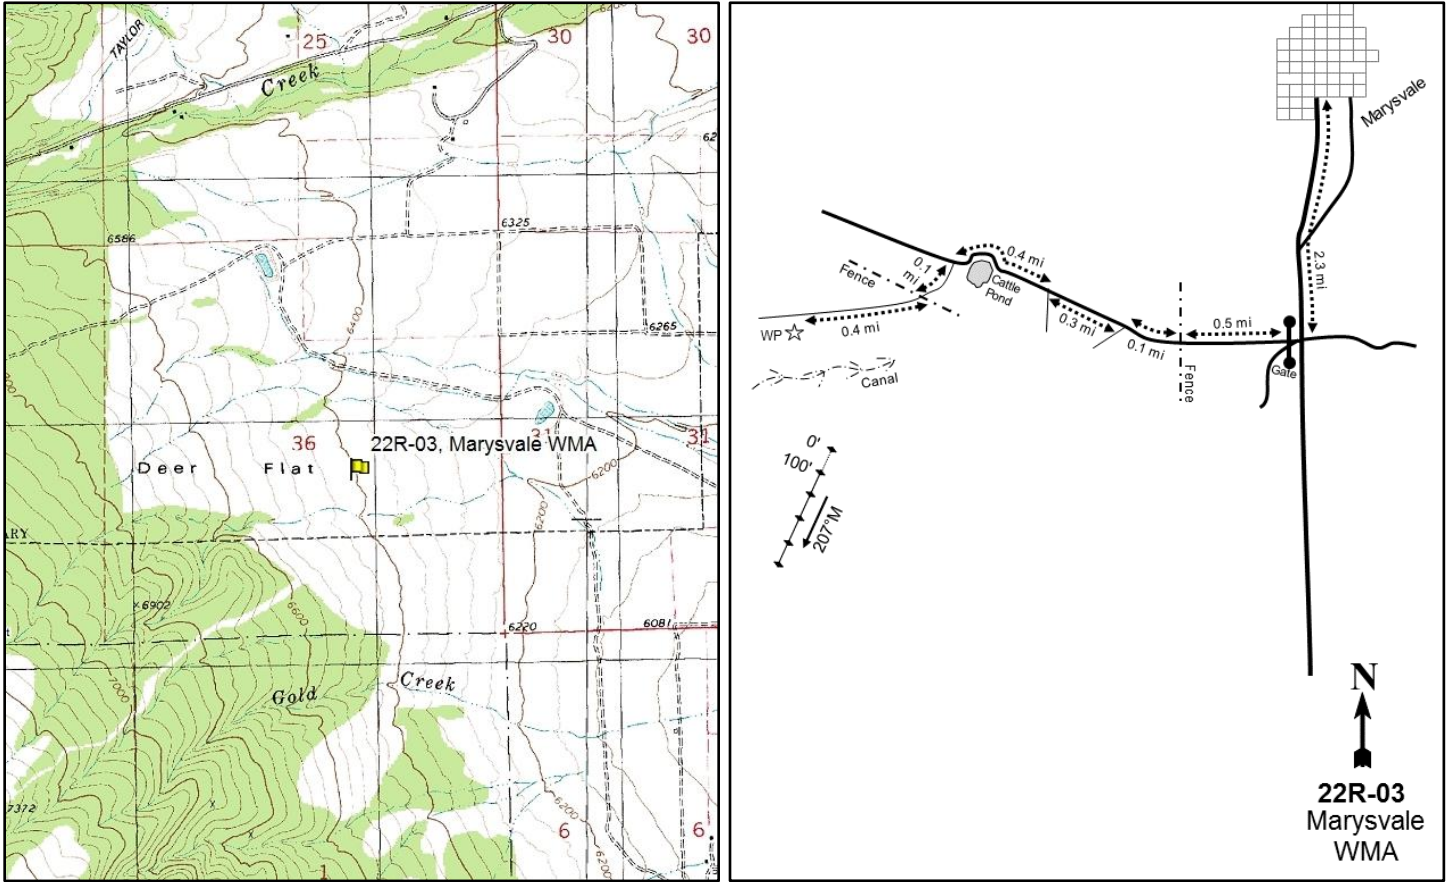 TAYLOR
25
30
30
Creek
62
6586
6325
6400
6265
36
22R-03, Marysvale WMA
31
31
Deer Flat
6200
6200
ARY
6902
6600
6220
6081
7000
Gold
Creek
7372
6200
6200
6
6
1
Marysvale
2.3 mi
0.4 mi
0.1
mi
Fence
Cattle
Pond
0.3 mi
0.5 mi
WP
0.4 mi
0.1 mi
Gate
Fence
Canal
0'
100'
207°M
N
22R-03
Marysvale
WMA